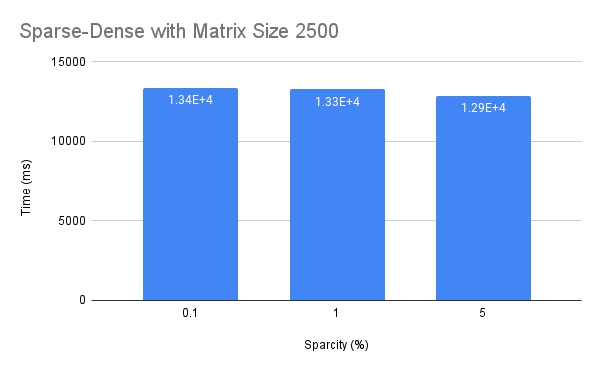 Sparse-Dense with Matrix Size 2500
15000
10000
5000
0
Time (ms)
1.34E+4
1.33E+4
1.29E+4
0.1
1
5
Sparcity (%)